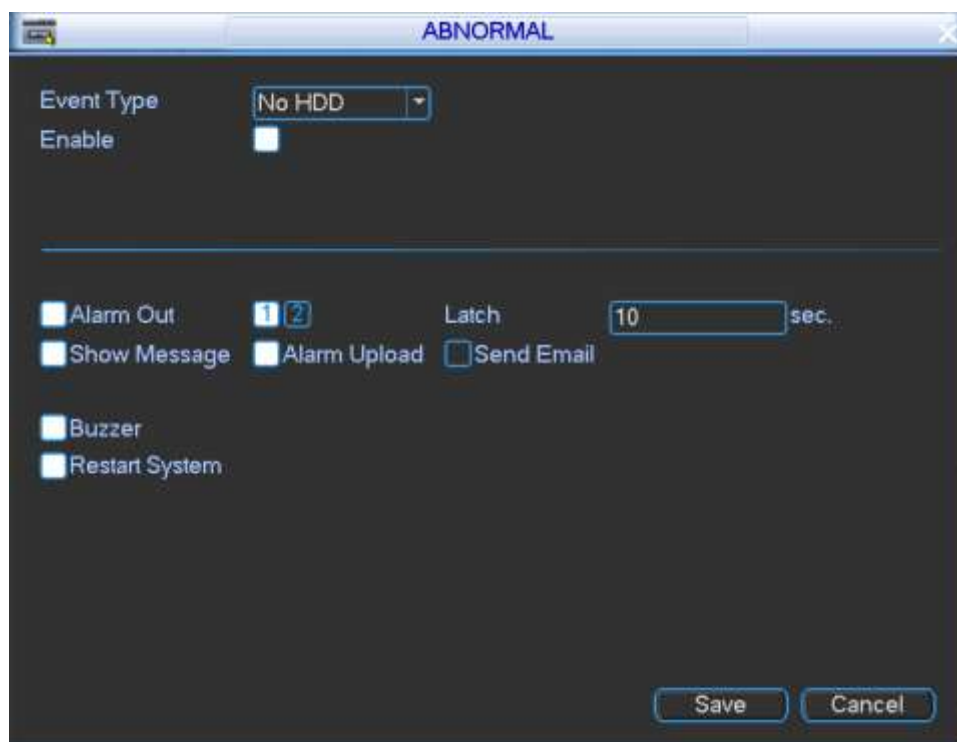 ABNORMAL
Event Type No HDD
Enable
Alarm Out 1 2 Latch 10 sec.
Show Message Alarm Upload Send Email
Buzzer
Restart System
Save Cancel